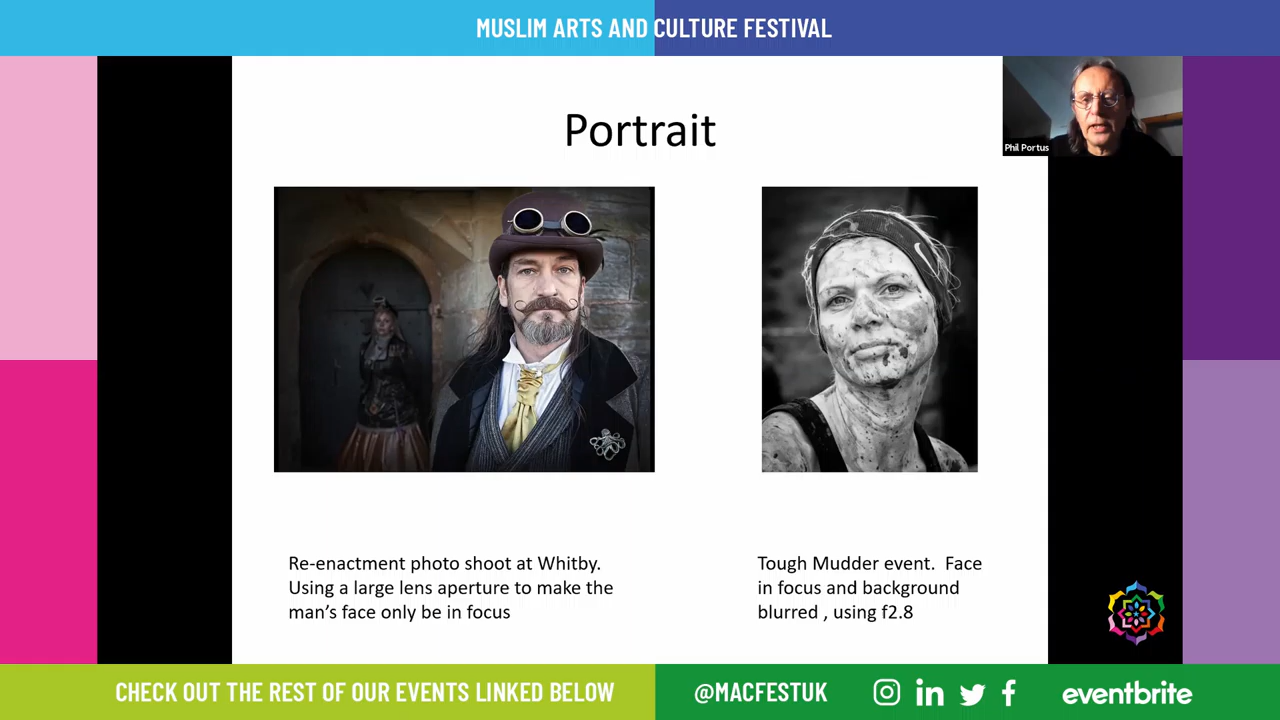 MUSLIM ARTS AND CULTURE FESTIVAL
Portrait
Phil Portus
Re-enactment photo shoot at Whitby.
Using a large lens aperture to make the
man's face only be in focus
Tough Mudder event.  Face
in focus and background
blurred , using f2.8
CHECK OUT THE REST OF OUR EVENTS LINKED BELOW
@MACFESTUK
eventbrite